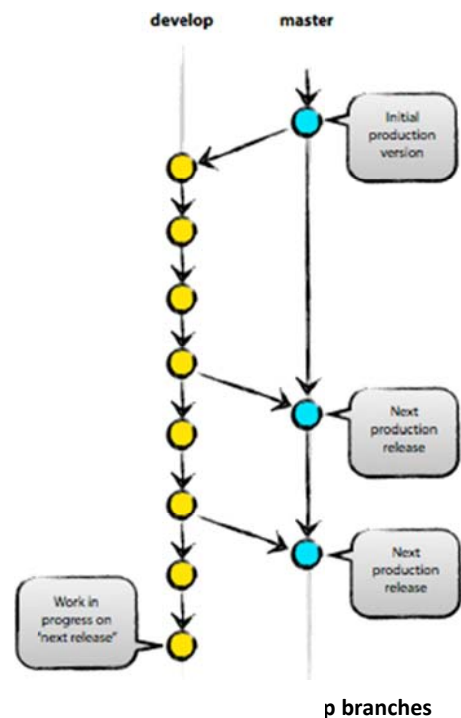 develop master
Initial
production
version
Next
production
release
Next
production
release
Work in
progress on
"next release"
p branches